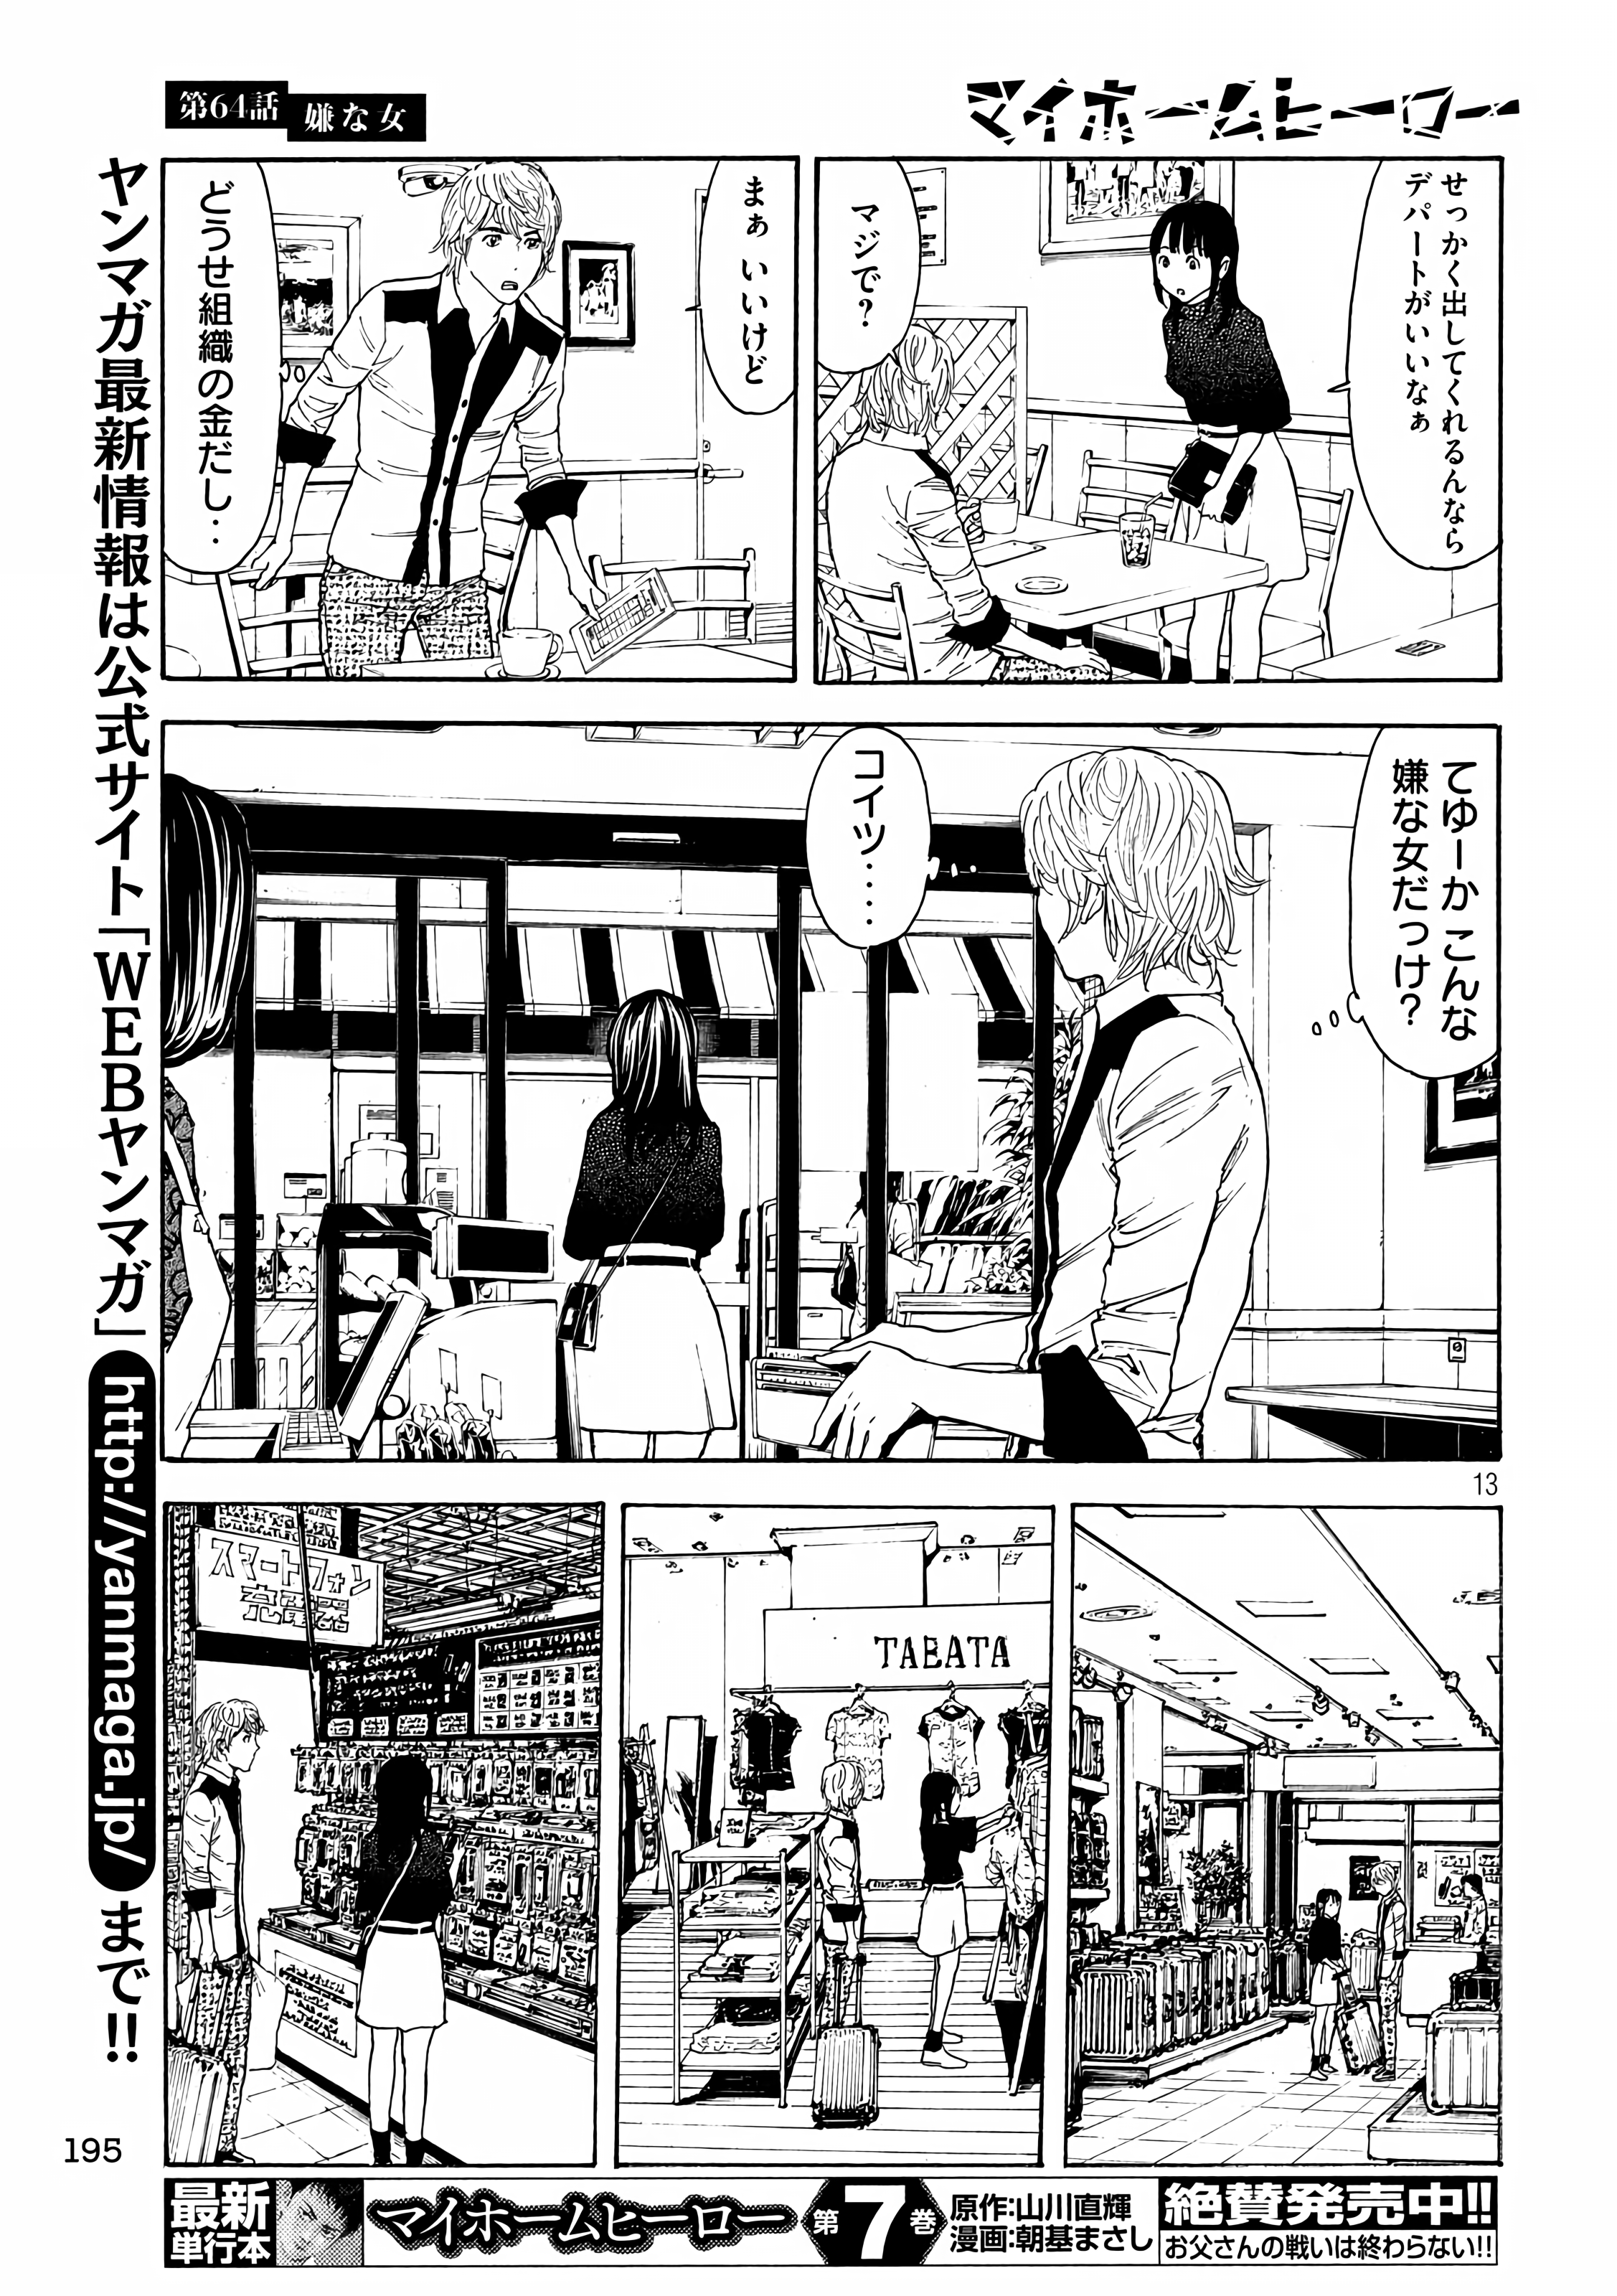 マイホームヒーロー
第64話
嫌な女
せっかく出してくれるんなら
デパートがいいなぁ
マジで?
まぁ いいけど
どうせ組織の金だし‥
てゆーか こんな
嫌な女だっけ?
コイツ‥‥‥
13
TABATA
スマートフォン
充電器
ヤンマガ最新情報は公式サイト「WEBヤンマガ」http://yanmaga.jp/まで!!
195
最新
単行本
マイホームヒーロー
第7巻
原作:山川直輝
漫画:朝基まさし
絶賛発売中!!
お父さんの戦いは終わらない!!